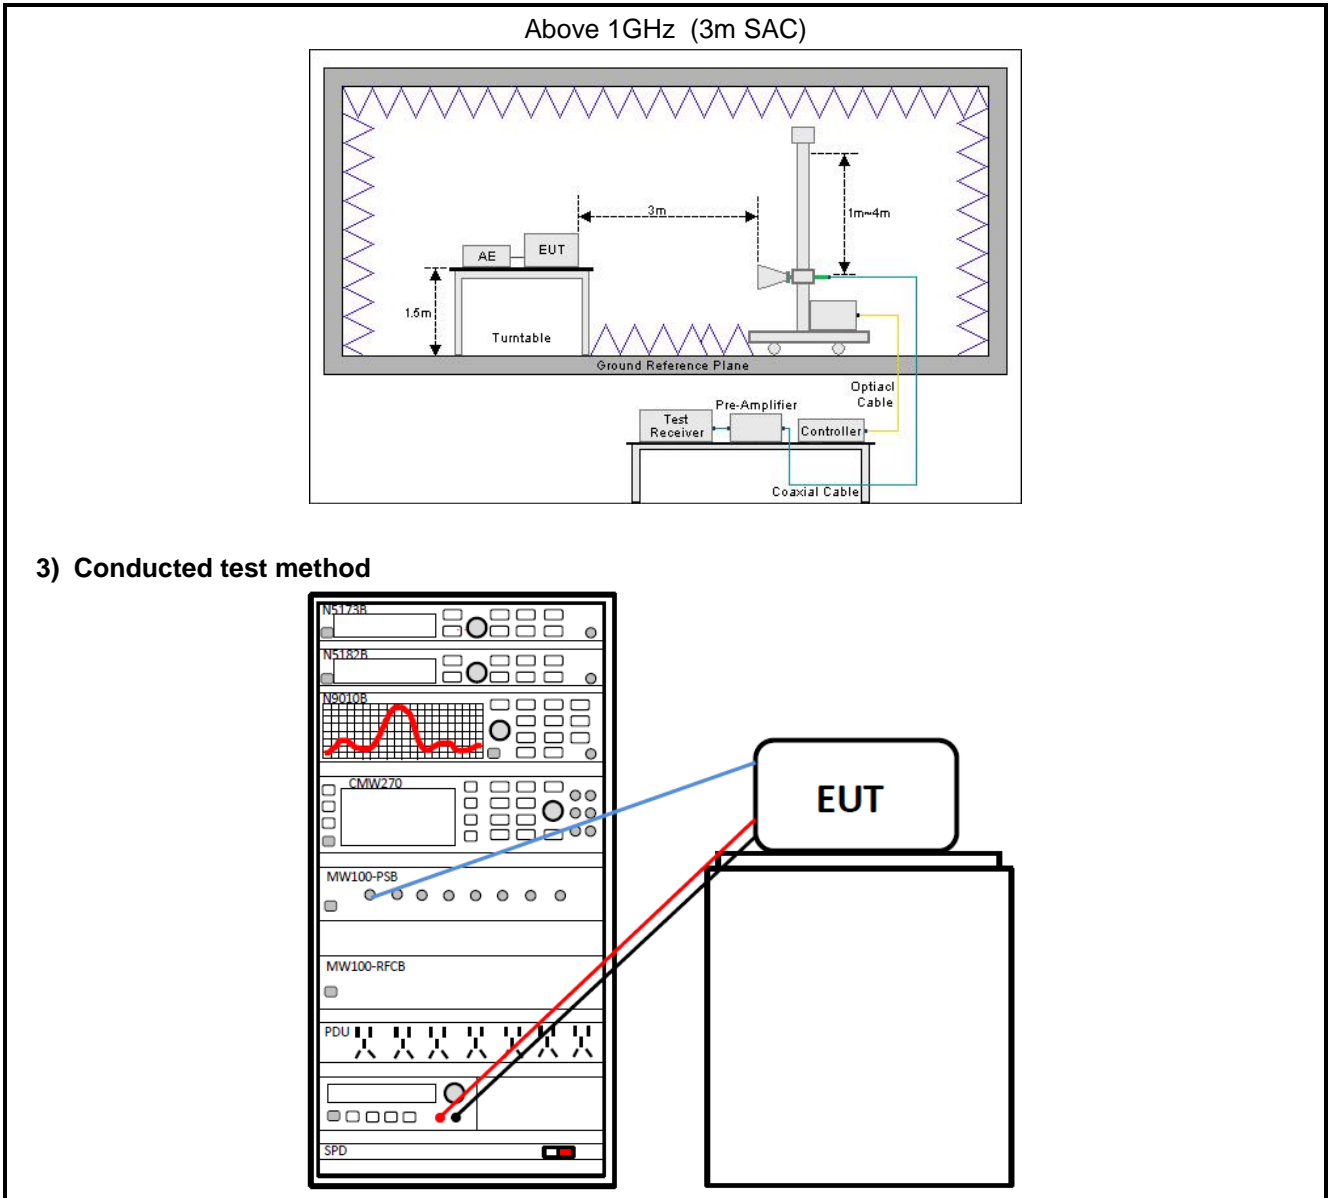 Above 1GHz (3m SAC)
3m
1m~4m
AE
EUT
1.5m
Turntable
Ground Reference Plane
Optiacl
Cable
Pre-Amplifier
Test
Receiver
Controller
Coaxial Cable
3) Conducted test method
N5173B
N5182B
N9010B
CMW270
EUT
MW100-PSB
MW100-RFCB
PDU
SPD